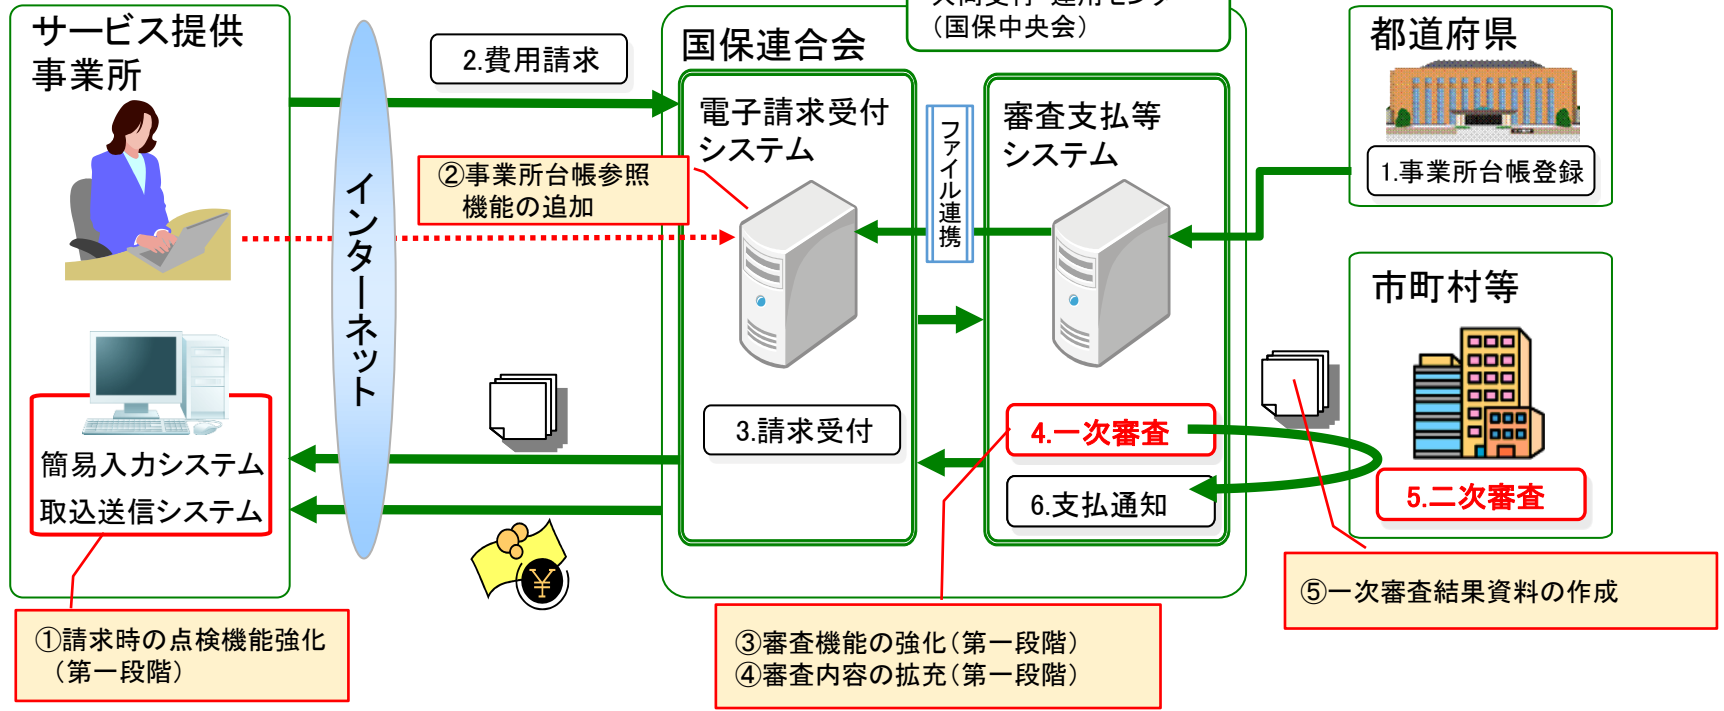 サービス提供
事業所
2.費用請求
インターネット
②事業所台帳参照
機能の追加
簡易入力システム
取込送信システム
①請求時の点検機能強化
(第一段階)
(国保中央会)
国保連合会
電子請求受付
システム
3.請求受付
ファイル連携
審査支払等
システム
4.一次審査
6.支払通知
③審査機能の強化(第一段階)
④審査内容の拡充(第一段階)
都道府県
1.事業所台帳登録
市町村等
5.二次審査
⑤一次審査結果資料の作成